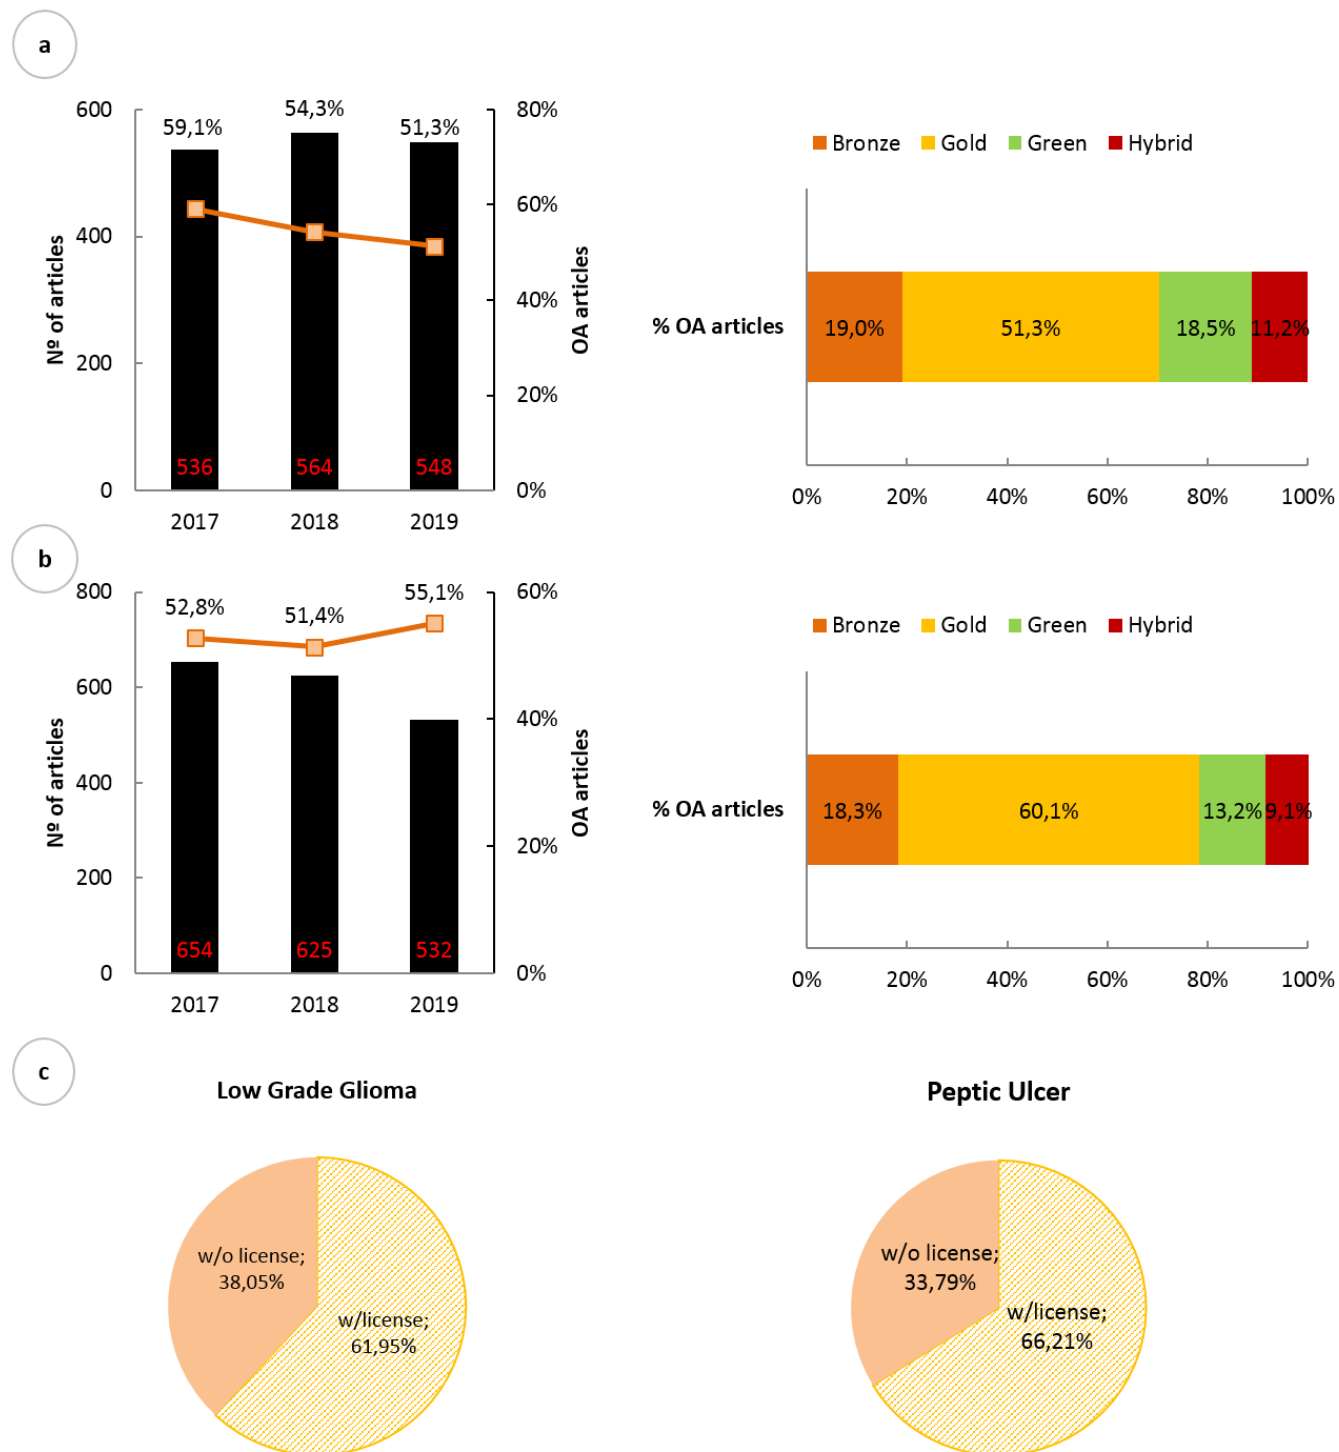 a
600
400
200
0
Nº of articles
59,1%
54,3%
51,3%
536
564
548
2017
2018
2019
80%
60%
40%
20%
0%
OA articles
Bronze
Gold
Green
Hybrid
% OA articles
19,0%
51,3%
18,5%
11,2%
0%
20%
40%
60%
80%
100%
b
800
600
400
200
0
Nº of articles
52,8%
51,4%
55,1%
654
625
532
2017
2018
2019
60%
40%
20%
0%
OA articles
Bronze
Gold
Green
Hybrid
% OA articles
18,3%
60,1%
13,2%
9,1%
0%
20%
40%
60%
80%
100%
c
Low Grade Glioma
w/o license;
38,05%
w/license;
61,95%
Peptic Ulcer
w/o license;
33,79%
w/license;
66,21%